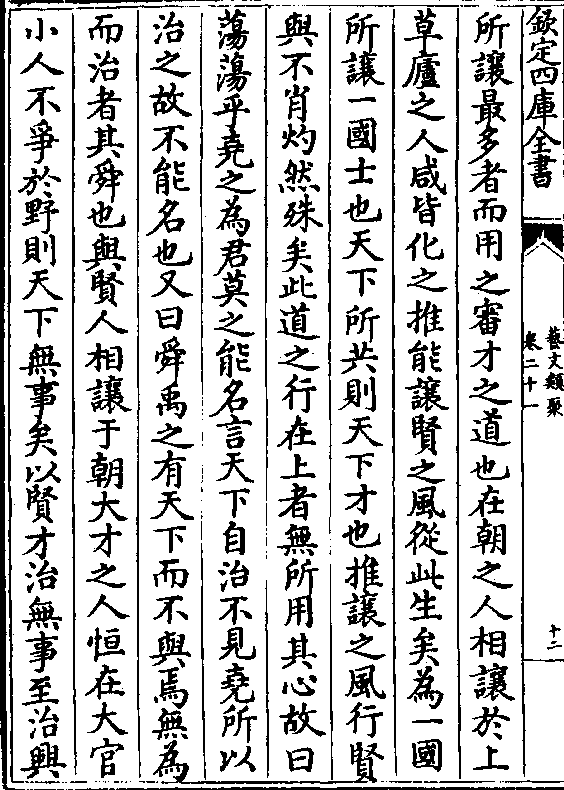 欽定四庫全書
藝文類聚
卷二十一
十二
所讓最多者而用之審才之道也在朝之人相讓於上
草廬之人咸皆化之推能讓賢之風從此生矣為一國
所讓一國士也天下所共則天下才也推讓之風行賢
與不肖灼然殊矣此道之行在上者無所用其心故曰
蕩蕩乎堯之為君莫之能名言天下自治不見堯所以
治之故不能名也又曰舜禹之有天下而不與焉無為
而治者其舜也與賢人相讓于朝大才之人恒在大官
小人不爭於野則天下無事矣以賢才治無事至治興